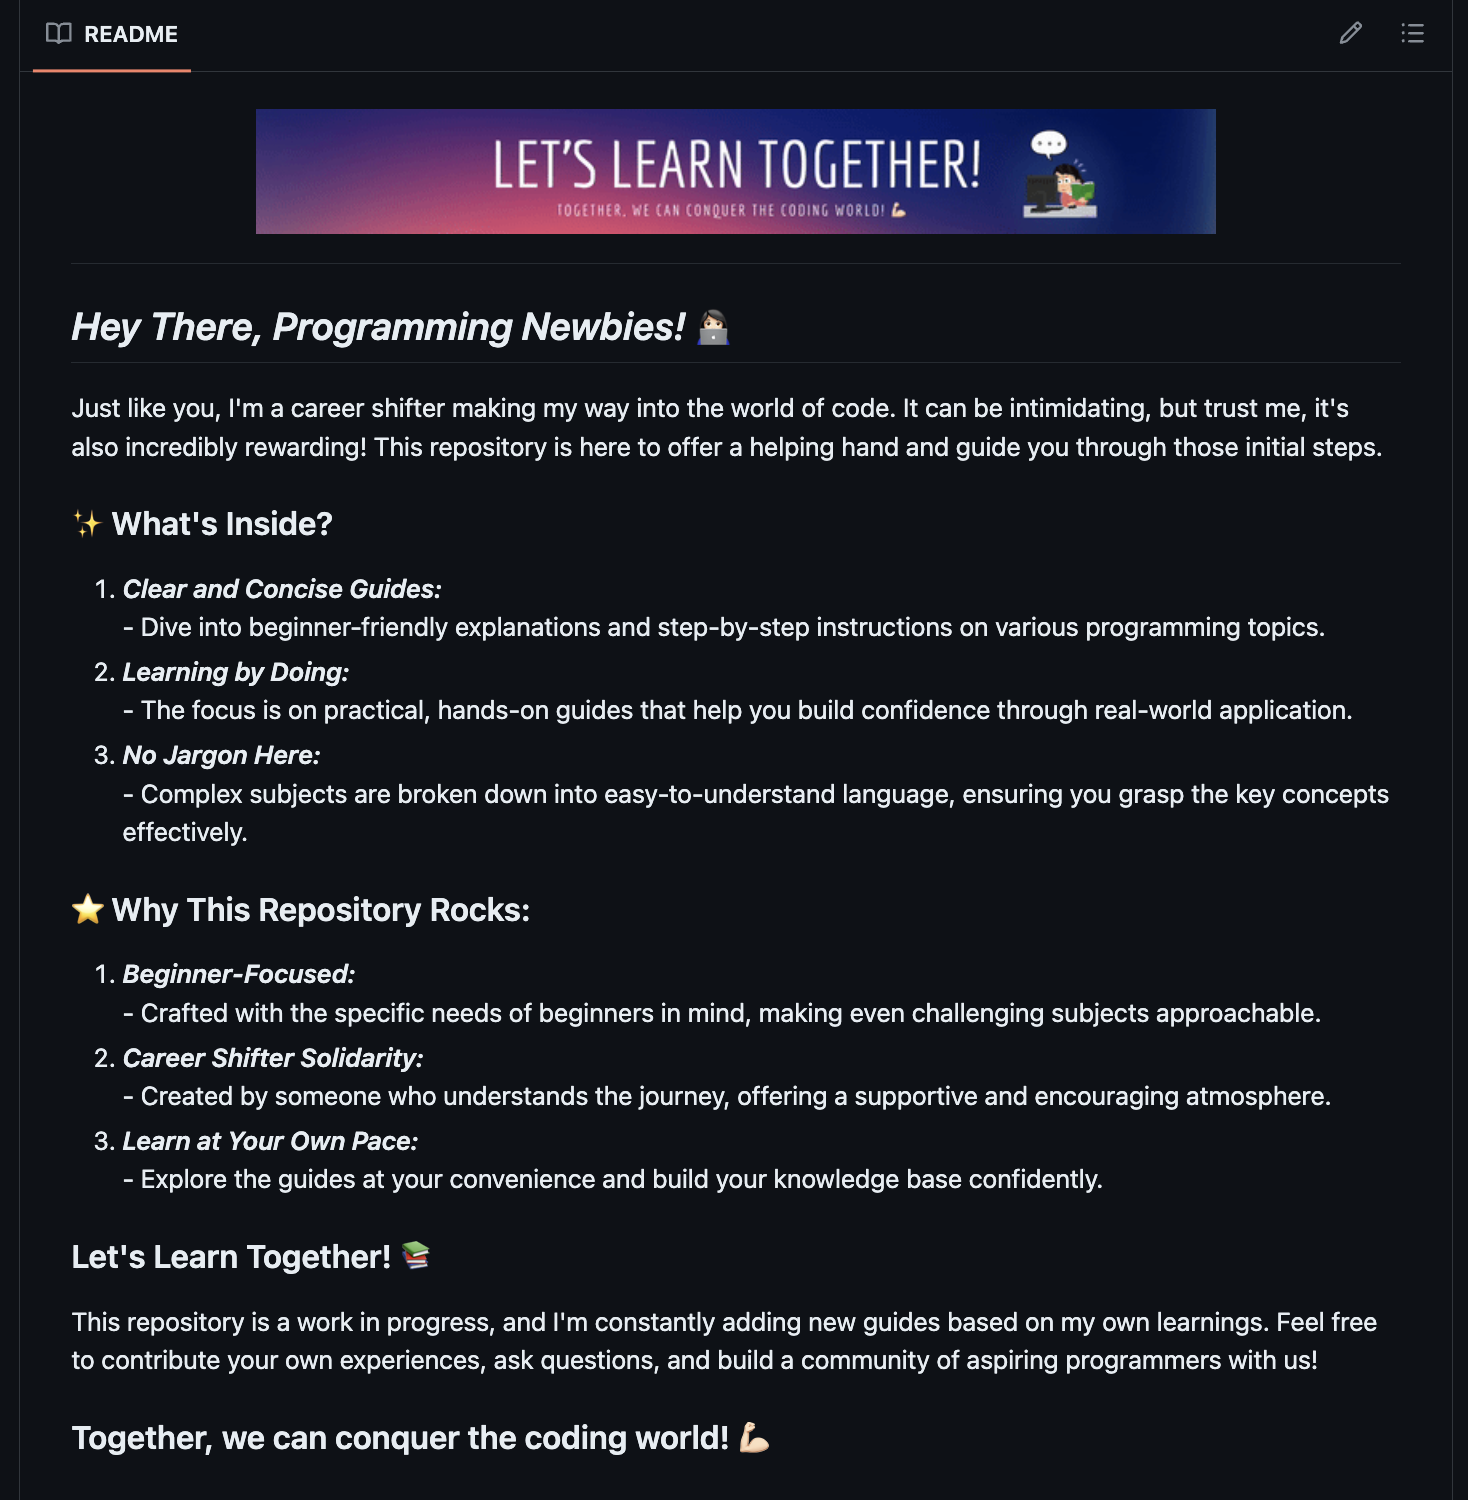 README
LET'S LEARN TOGETHER!
TOGETHER, WE CAN CONQUER THE CODING WORLD! 💪🏻
Hey There, Programming Newbies! 👩🏻‍💻
Just like you, I'm a career shifter making my way into the world of code. It can be intimidating, but trust me, it's
also incredibly rewarding! This repository is here to offer a helping hand and guide you through those initial steps.
✨ What's Inside?
1. Clear and Concise Guides:
- Dive into beginner-friendly explanations and step-by-step instructions on various programming topics.
2. Learning by Doing:
- The focus is on practical, hands-on guides that help you build confidence through real-world application.
3. No Jargon Here:
- Complex subjects are broken down into easy-to-understand language, ensuring you grasp the key concepts
effectively.
⭐ Why This Repository Rocks:
1. Beginner-Focused:
- Crafted with the specific needs of beginners in mind, making even challenging subjects approachable.
2. Career Shifter Solidarity:
- Created by someone who understands the journey, offering a supportive and encouraging atmosphere.
3. Learn at Your Own Pace:
- Explore the guides at your convenience and build your knowledge base confidently.
Let's Learn Together! 📚
This repository is a work in progress, and I'm constantly adding new guides based on my own learnings. Feel free
to contribute your own experiences, ask questions, and build a community of aspiring programmers with us!
Together, we can conquer the coding world! 💪🏻